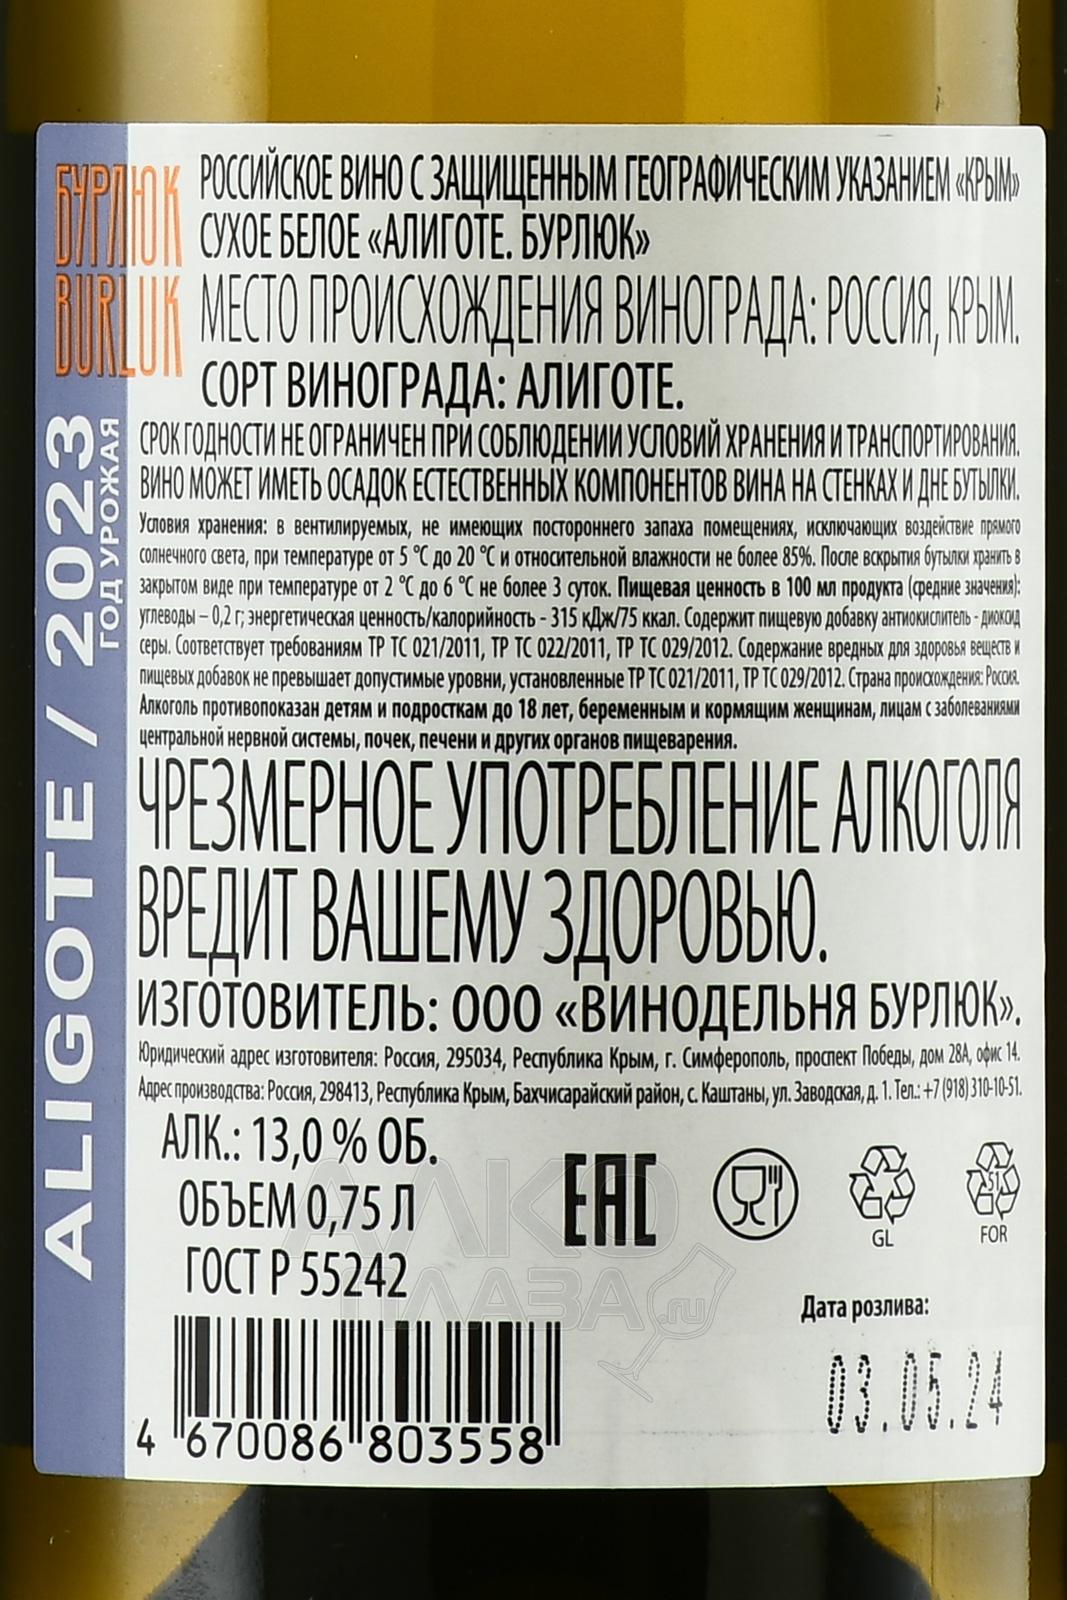 БУРЛЮК
BURLUK
ALIGOTE / 2023
ГОД УРОЖАЯ
РОССИЙСКОЕ ВИНО С ЗАЩИЩЕННЫМ ГЕОГРАФИЧЕСКИМ УКАЗАНИЕМ «КРЫМ»
СУХОЕ БЕЛОЕ «АЛИГОТЕ. БУРЛЮК»
МЕСТО ПРОИСХОЖДЕНИЯ ВИНОГРАДА: РОССИЯ, КРЫМ.
СОРТ ВИНОГРАДА: АЛИГОТЕ.
СРОК ГОДНОСТИ НЕ ОГРАНИЧЕН ПРИ СОБЛЮДЕНИИ УСЛОВИЙ ХРАНЕНИЯ И ТРАНСПОРТИРОВАНИЯ.
ВИНО МОЖЕТ ИМЕТЬ ОСАДОК ЕСТЕСТВЕННЫХ КОМПОНЕНТОВ ВИНА НА СТЕНКАХ И ДНЕ БУТЫЛКИ.
Условия хранения: в вентилируемых, не имеющих постороннего запаха помещениях, исключающих воздействие прямого
солнечного света, при температуре от 5 °С до 20 °С и относительной влажности не более 85%. После вскрытия бутылки хранить в
закрытом виде при температуре от 2 °С до 6 °С не более 3 суток. Пищевая ценность в 100 мл продукта (средние значения):
углеводы – 0,2 г; энергетическая ценность/калорийность - 315 кДж/75 ккал. Содержит пищевую добавку антиокислитель - диоксид
серы. Соответствует требованиям ТР ТС 021/2011, ТР ТС 022/2011, ТР ТС 029/2012. Содержание вредных для здоровья веществ и
пищевых добавок не превышает допустимые уровни, установленные ТР ТС 021/2011, ТР ТС 029/2012. Страна происхождения: Россия.
Алкоголь противопоказан детям и подросткам до 18 лет, беременным и кормящим женщинам, лицам с заболеваниями
центральной нервной системы, почек, печени и других органов пищеварения.
ЧРЕЗМЕРНОЕ УПОТРЕБЛЕНИЕ АЛКОГОЛЯ
ВРЕДИТ ВАШЕМУ ЗДОРОВЬЮ.
ИЗГОТОВИТЕЛЬ: ООО «ВИНОДЕЛЬНЯ БУРЛЮК».
Юридический адрес изготовителя: Россия, 295034, Республика Крым, г. Симферополь, проспект Победы, дом 28А, офис 14.
Адрес производства: Россия, 298413, Республика Крым, Бахчисарайский район, с. Каштаны, ул. Заводская, д. 1. Тел.: +7 (918) 310-10-51.
АЛК.: 13,0 % ОБ.
ОБЪЕМ 0,75 Л
ГОСТ Р 55242
EAC
GL
51
FOR
АЛКО
ПЛАЗА.ru
Дата розлива:
03.05.24
4 670086 803558